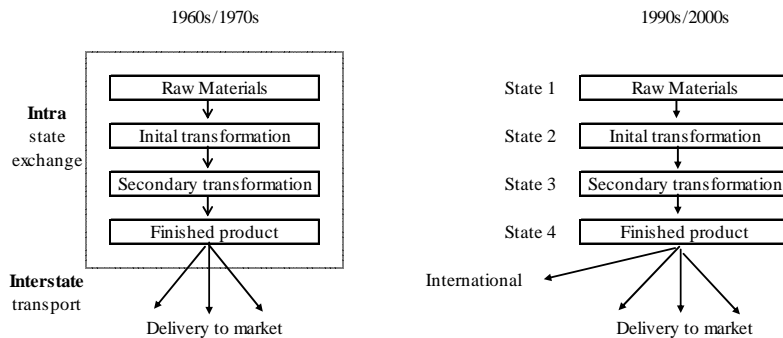 1960s/1970s
Raw Materials
Inital transformation
Secondary transformation
Finished product
Intra
state
exchange
Interstate
transport
Delivery to market
1990s/2000s
State 1
Raw Materials
State 2
Inital transformation
State 3
Secondary transformation
State 4
Finished product
International
Delivery to market